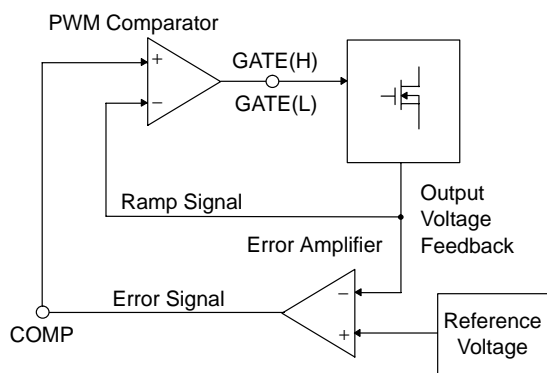 PWM Comparator
+
−
GATE(H)
GATE(L)
Ramp Signal
Output
Voltage
Feedback
Error Amplifier
Error Signal
−
+
COMP
Reference
Voltage